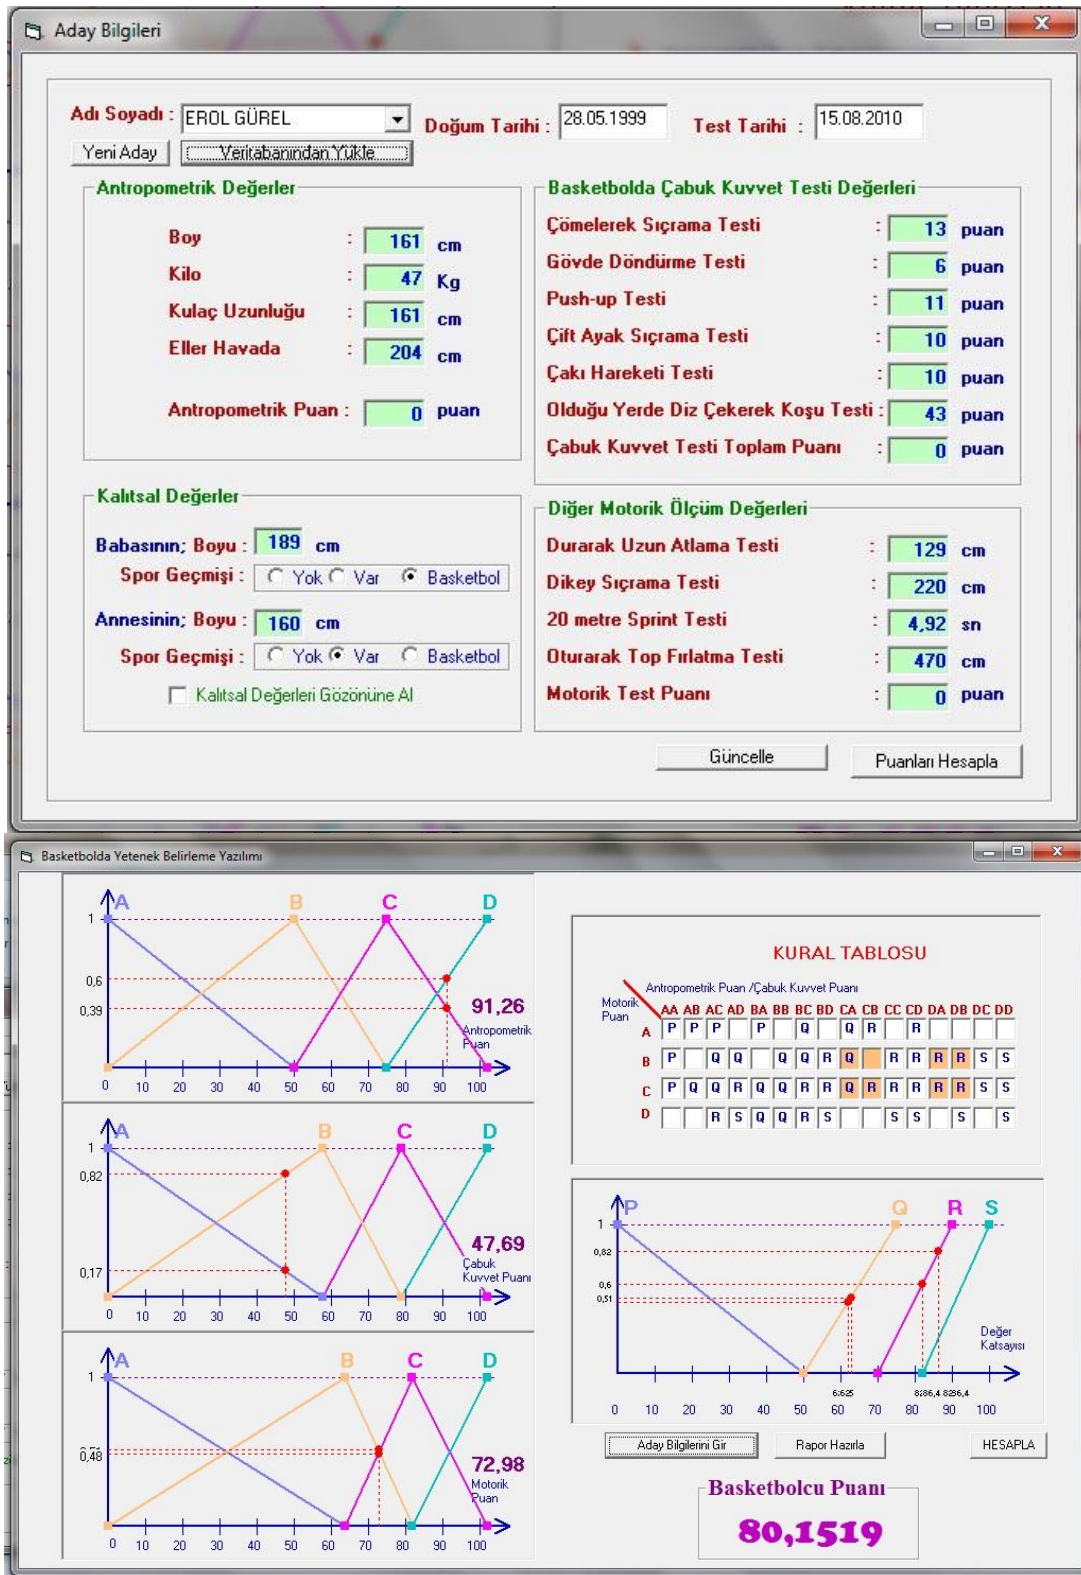 Aday Bilgileri
Adı Soyadı : EROL GÜREL Doğum Tarihi : 28.05.1999 Test Tarihi : 15.08.2010
Yeni Aday Veritabanından Yükle
Antropometrik Değerler
Boy : 161 cm
Kilo : 47 Kg
Kulaç Uzunluğu : 161 cm
Eller Havada : 204 cm
Antropometrik Puan : 0 puan
Basketbolda Çabuk Kuvvet Testi Değerleri
Çömelerek Sıçrama Testi : 13 puan
Gövde Döndürme Testi : 6 puan
Push-up Testi : 11 puan
Çift Ayak Sıçrama Testi : 10 puan
Çakı Hareketi Testi : 10 puan
Olduğu Yerde Diz Çekerek Koşu Testi : 43 puan
Çabuk Kuvvet Testi Toplam Puanı : 0 puan
Kalıtsal Değerler
Babasının; Boyu : 189 cm
Spor Geçmişi : Yok Var Basketbol
Annesinin; Boyu : 160 cm
Spor Geçmişi : Yok Var Basketbol
Kalıtsal Değerleri Gözönüne Al
Diğer Motorik Ölçüm Değerleri
Durarak Uzun Atlama Testi : 129 cm
Dikey Sıçrama Testi : 220 cm
20 metre Sprint Testi : 4,92 sn
Oturarak Top Fırlatma Testi : 470 cm
Motorik Test Puanı : 0 puan
Güncelle Puanları Hesapla
Basketbolda Yetenek Belirleme Yazılımı
A B C D
1
0,6
0,39
91,26
Antropometrik
Puan
0 10 20 30 40 50 60 70 80 90 100
A B C D
1
0,82
0,17
47,69
Çabuk
Kuvvet Puanı
0 10 20 30 40 50 60 70 80 90 100
A B C D
1
0,48
72,98
Motorik
Puan
0 10 20 30 40 50 60 70 80 90 100
KURAL TABLOSU
Antropometrik Puan /Çabuk Kuvvet Puanı
Motorik
Puan
AA AB AC AD BA BB BC BD CA CB CC CD DA DB DC DD
A P P P P Q Q R R
B P Q Q Q Q R Q R R R R S S
C P Q Q R Q Q R R Q R R R R R S S
D R S Q Q R S S S S S
P Q R S
1
0,82
0,6
0,51
Değer
Katsayısı
0 10 20 30 40 50 60 70 80 90 100
Aday Bilgilerini Gir Rapor Hazırla HESAPLA
Basketbolcu Puanı
80,1519